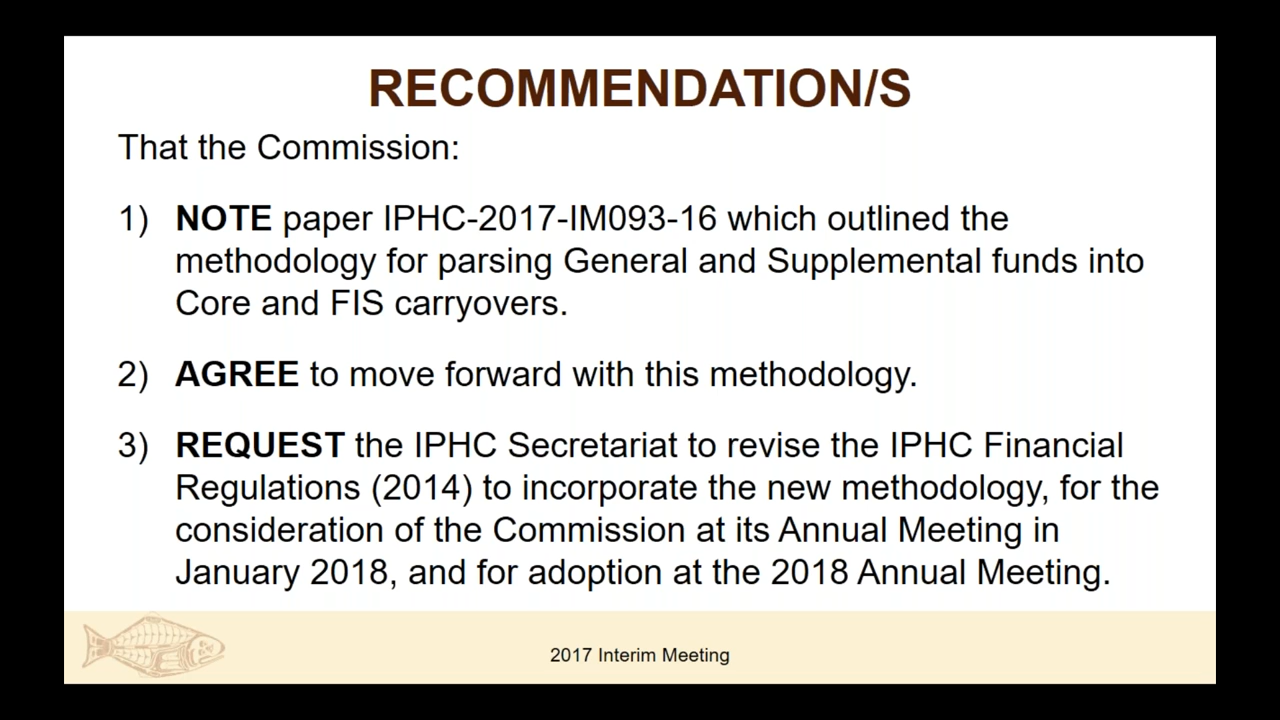 RECOMMENDATION/S
That the Commission:
1) NOTE paper IPHC-2017-IM093-16 which outlined the
methodology for parsing General and Supplemental funds into
Core and FIS carryovers.
2) AGREE to move forward with this methodology.
3) REQUEST the IPHC Secretariat to revise the IPHC Financial
Regulations (2014) to incorporate the new methodology, for the
consideration of the Commission at its Annual Meeting in
January 2018, and for adoption at the 2018 Annual Meeting.
2017 Interim Meeting